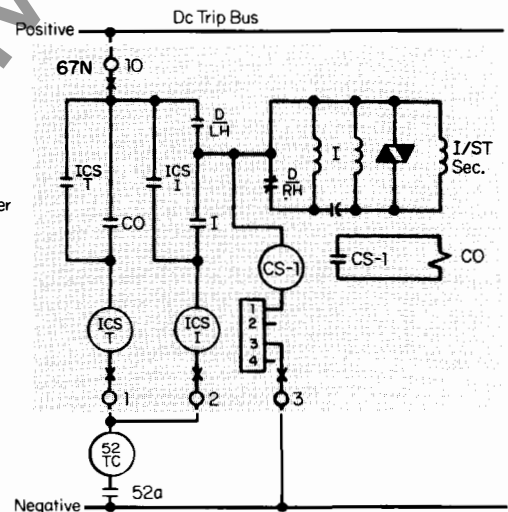 Dc Trip Bus
Positive
67N 10
D
LH
ICS
T
ICS
I
D
RH
I
I/ST
Sec.
CO
I
CS-1
CS-1
CO
1
2
3
4
ICS
T
ICS
I
1
2
3
52
TC
52a
Negative